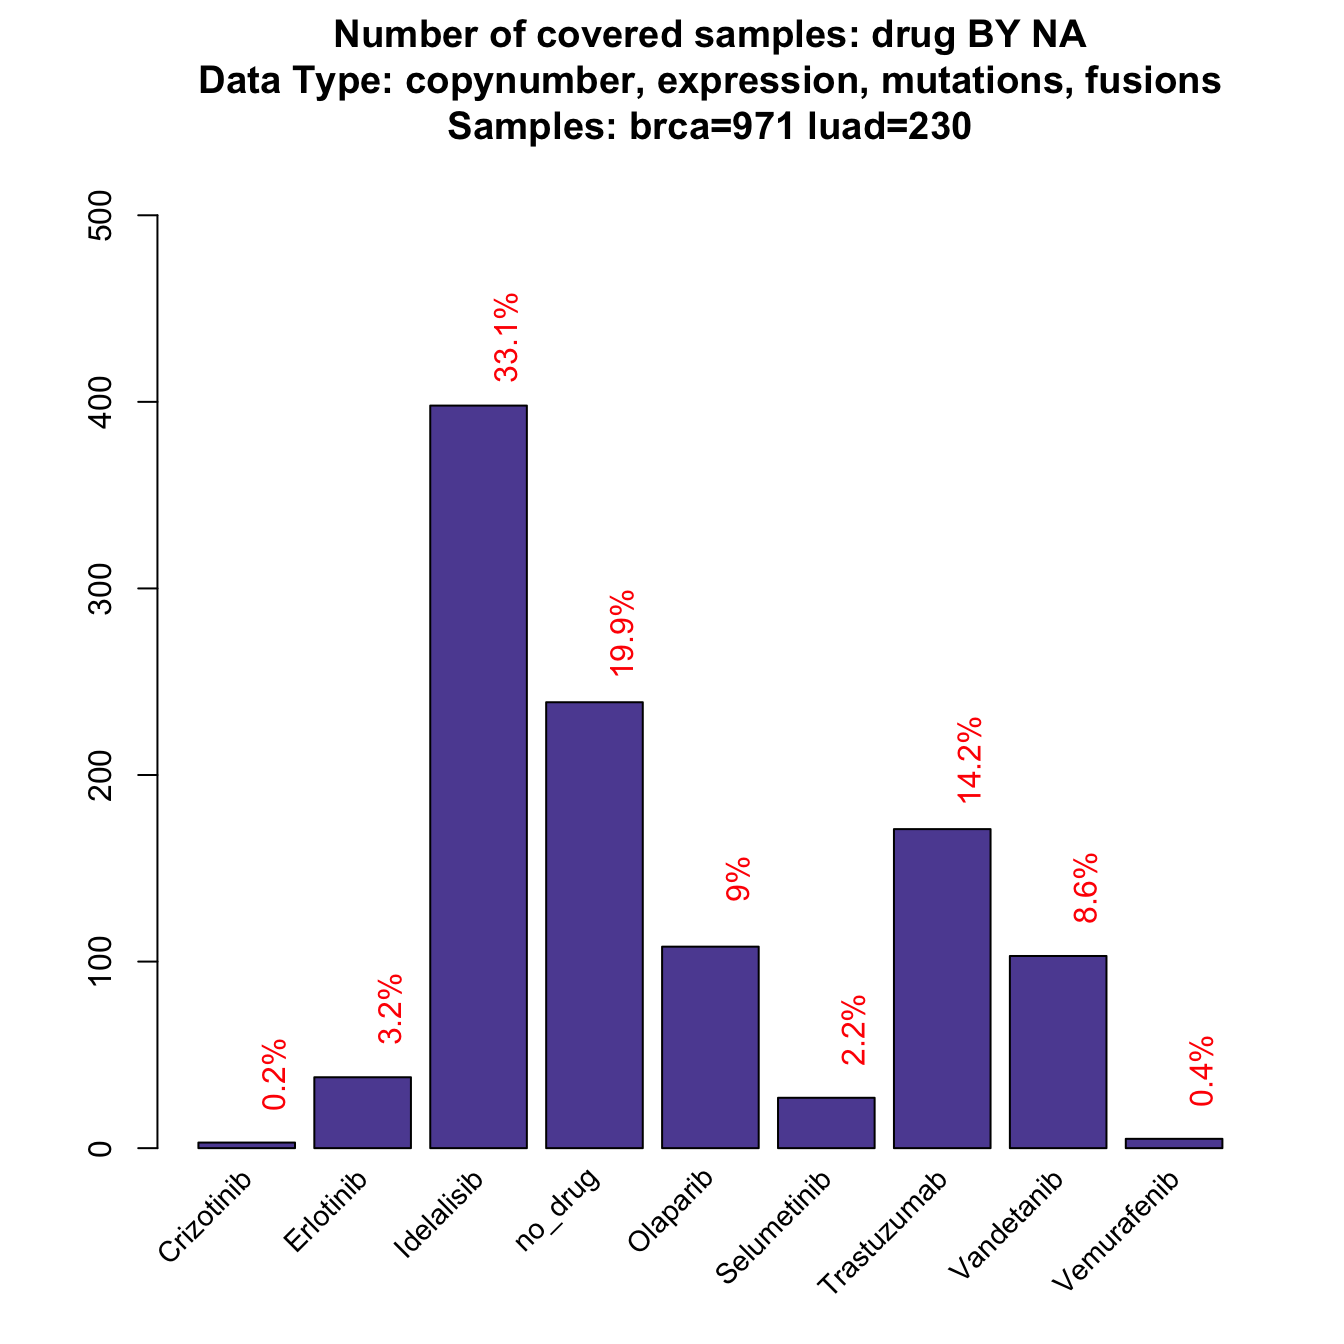 Number of covered samples: drug BY NA
Data Type: copynumber, expression, mutations, fusions
Samples: brca=971 luad=230
500
400
300
200
100
0
0.2%
3.2%
33.1%
19.9%
9%
2.2%
14.2%
8.6%
0.4%
Crizotinib
Erlotinib
Idelalisib
no_drug
Olaparib
Selumetinib
Trastuzumab
Vandetanib
Vemurafenib